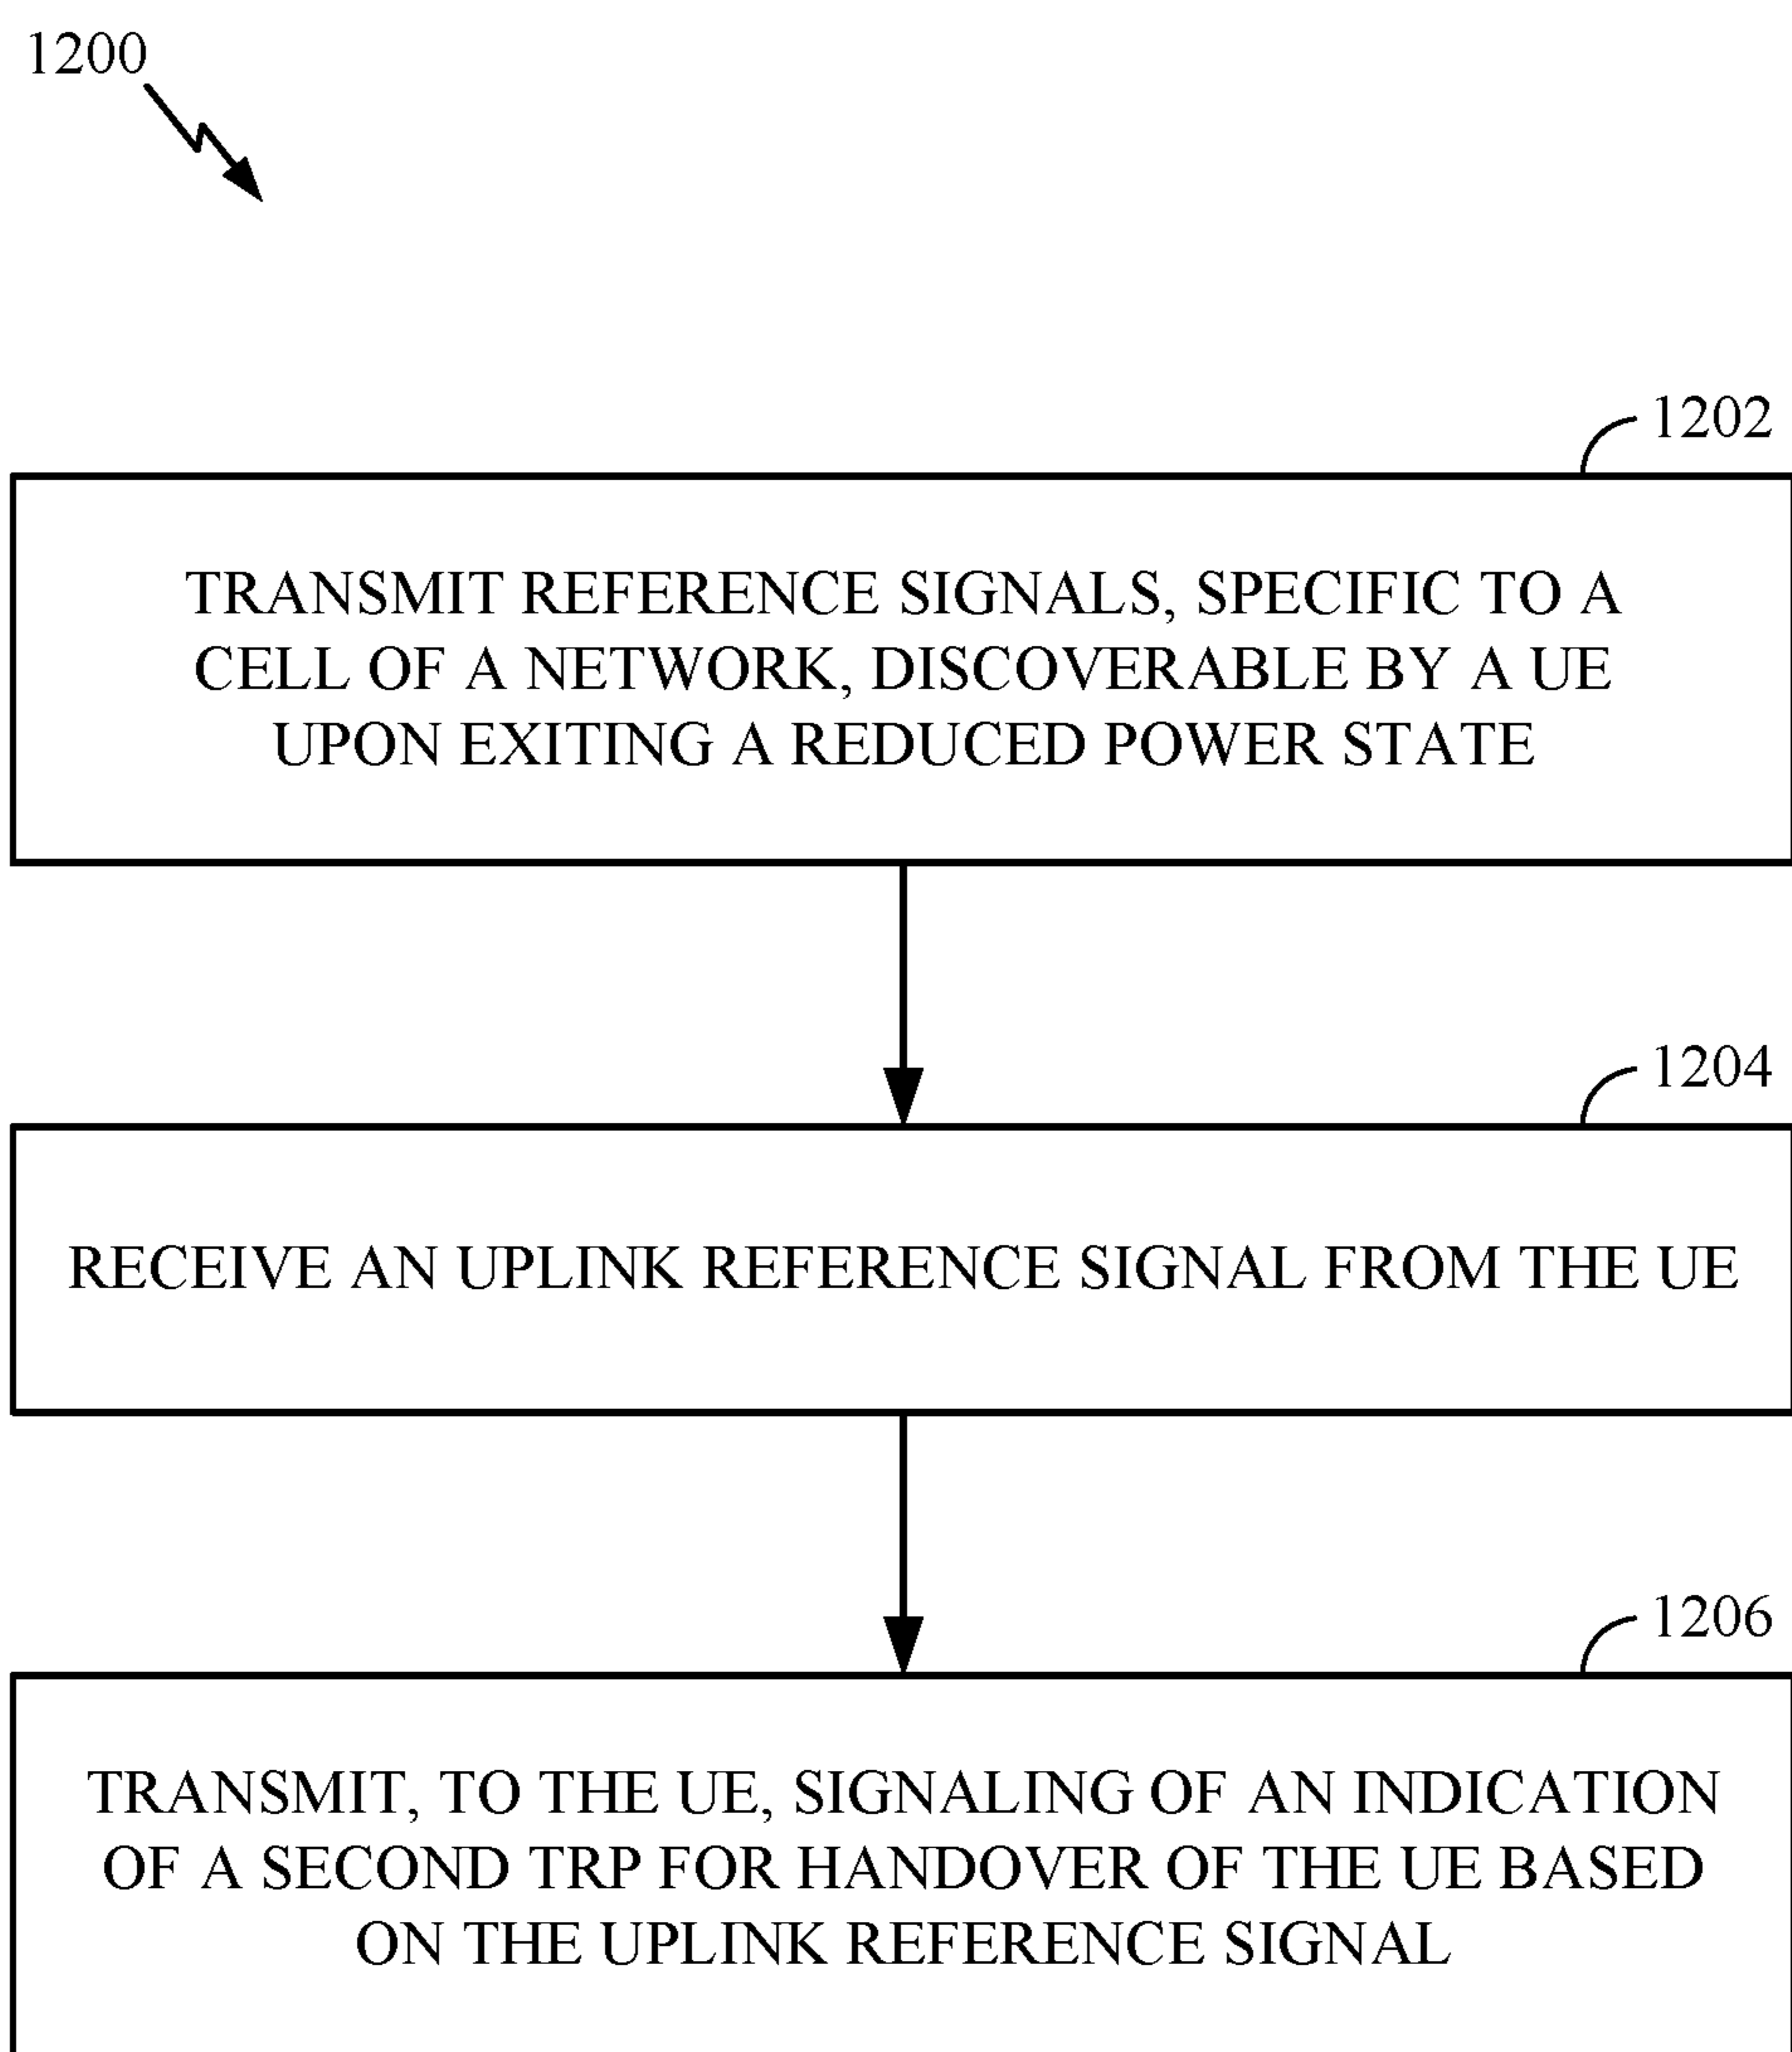 1200
1202
TRANSMIT REFERENCE SIGNALS, SPECIFIC TO A
CELL OF A NETWORK, DISCOVERABLE BY A UE
UPON EXITING A REDUCED POWER STATE
1204
RECEIVE AN UPLINK REFERENCE SIGNAL FROM THE UE
1206
TRANSMIT, TO THE UE, SIGNALING OF AN INDICATION
OF A SECOND TRP FOR HANDOVER OF THE UE BASED
ON THE UPLINK REFERENCE SIGNAL